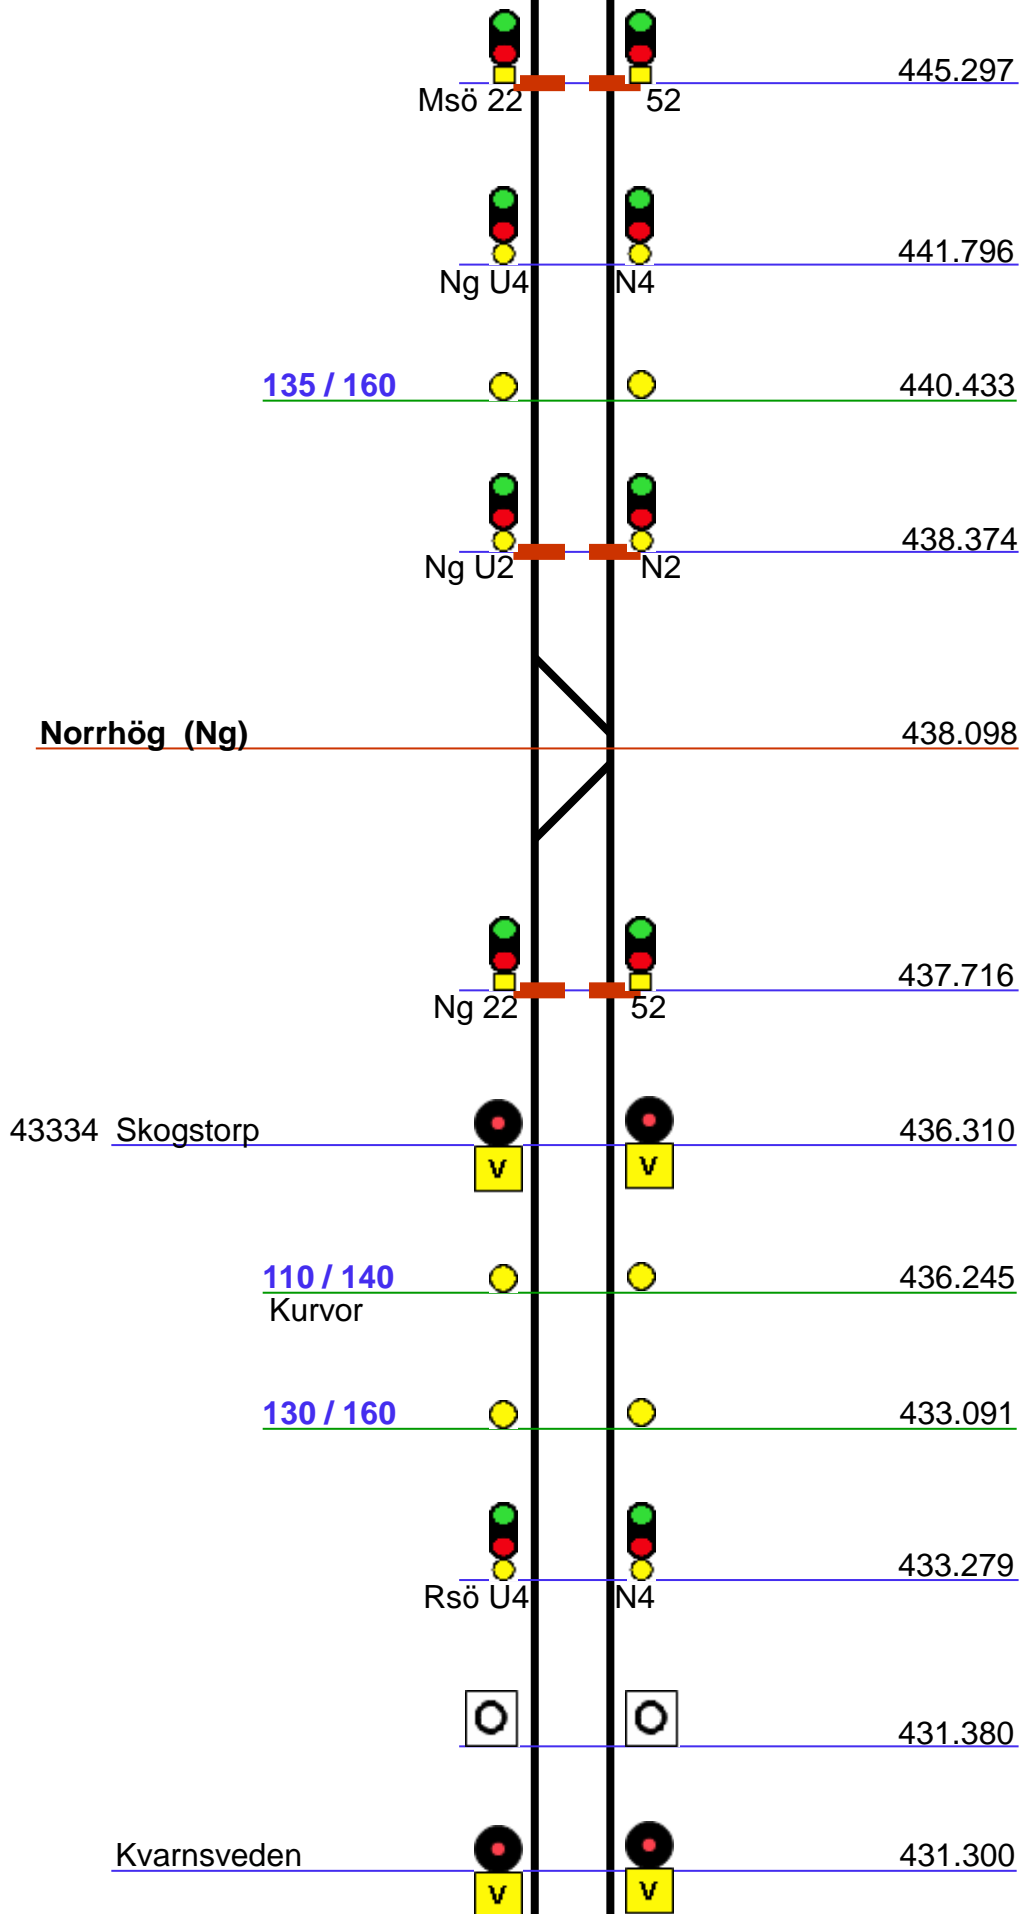 445.297
Msö 22 52
441.796
Ng U4 N4
135 / 160 440.433
438.374
Ng U2 N2
Norrhög (Ng) 438.098
437.716
Ng 22 52
43334 Skogstorp 436.310
V V
110 / 140 436.245
Kurvor
130 / 160 433.091
433.279
Rsö U4 N4
O O
431.380
Kvarnsveden 431.300
V V